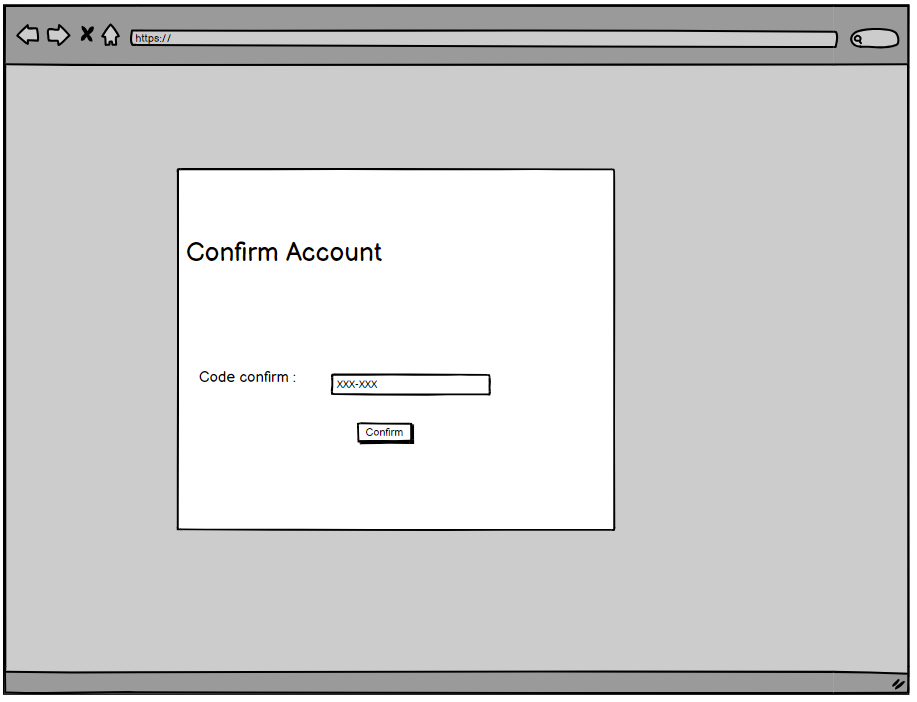 https://
Confirm Account
Code confirm :
XXX-XXX
Confirm